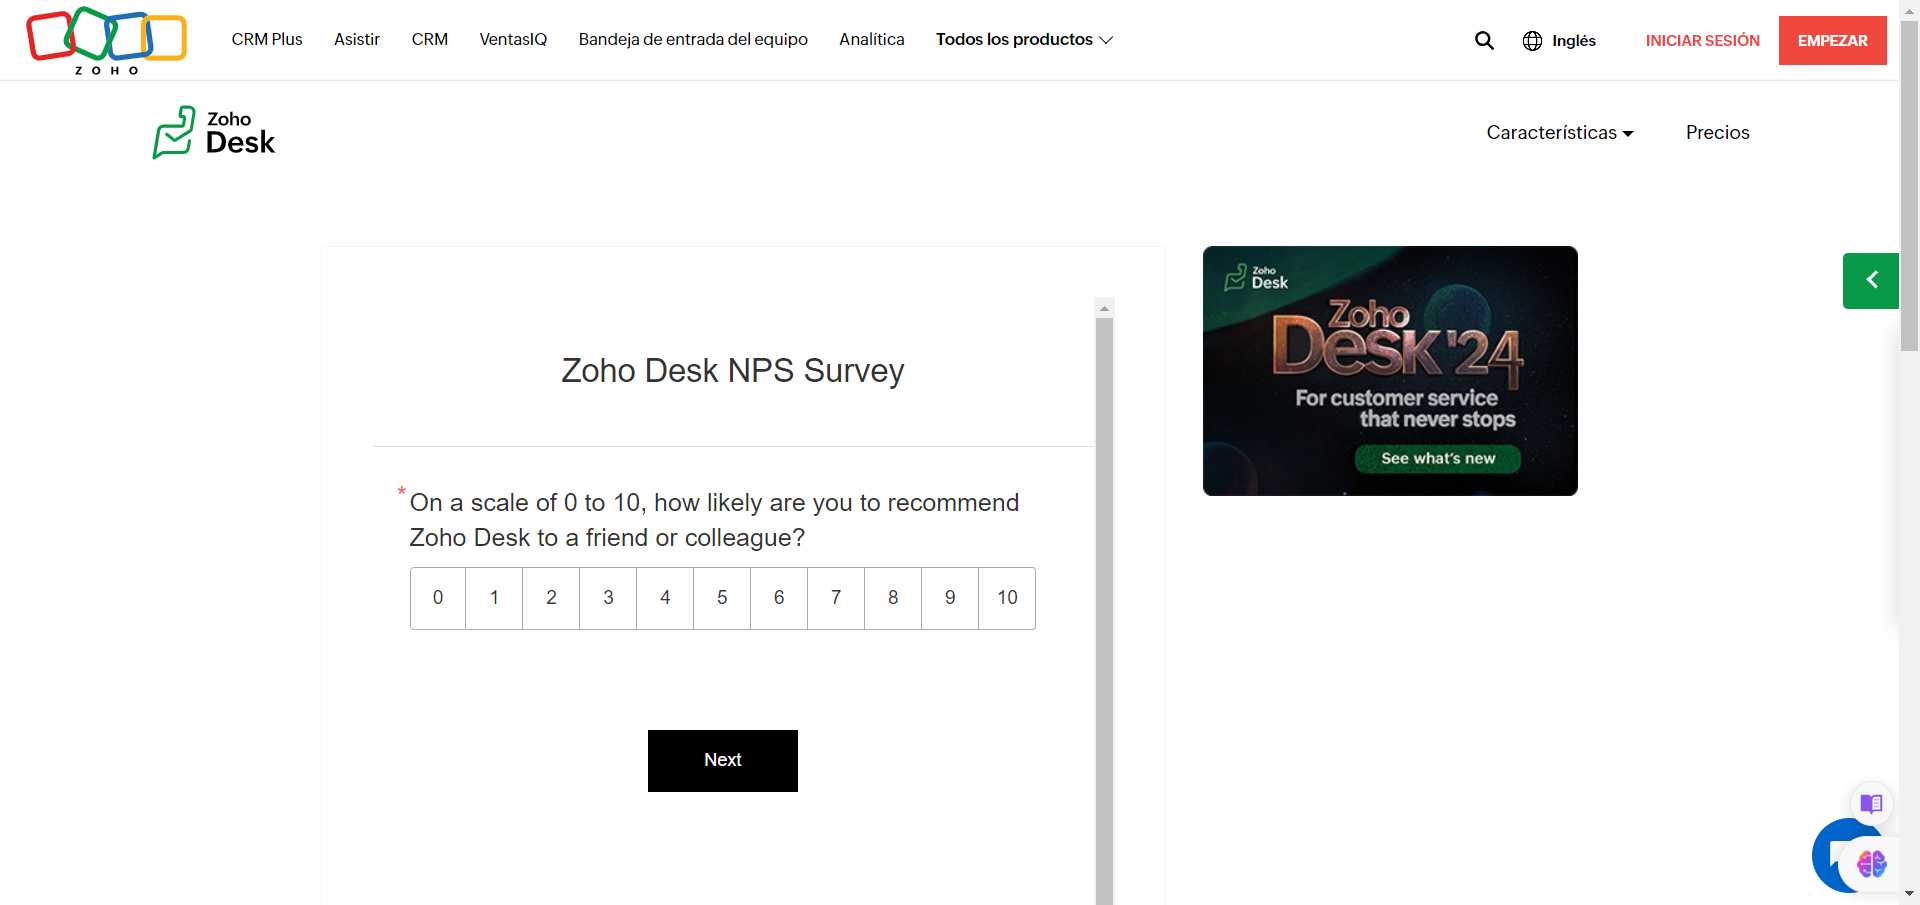 ZOHO
CRM Plus
Asistir
CRM
VentasIQ
Bandeja de entrada del equipo
Analítica
Todos los productos
Inglés
INICIAR SESIÓN
EMPEZAR
Zoho
Desk
Características
Precios
Zoho Desk NPS Survey
* On a scale of 0 to 10, how likely are you to recommend
Zoho Desk to a friend or colleague?
0 1 2 3 4 5 6 7 8 9 10
Next
Zoho
Desk
Zoho
Desk'24
For customer service
that never stops
See what's new